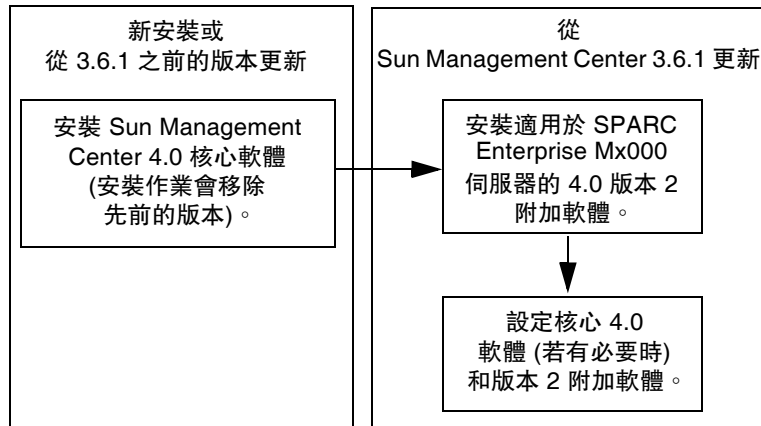 新安裝或
從 3.6.1 之前的版本更新
安裝 Sun Management
Center 4.0 核心軟體
(安裝作業會移除
先前的版本)。
從
Sun Management Center 3.6.1 更新
安裝適用於 SPARC
Enterprise Mx000
伺服器的 4.0 版本 2
附加軟體。
設定核心 4.0
軟體 (若有必要時)
和版本 2 附加軟體。